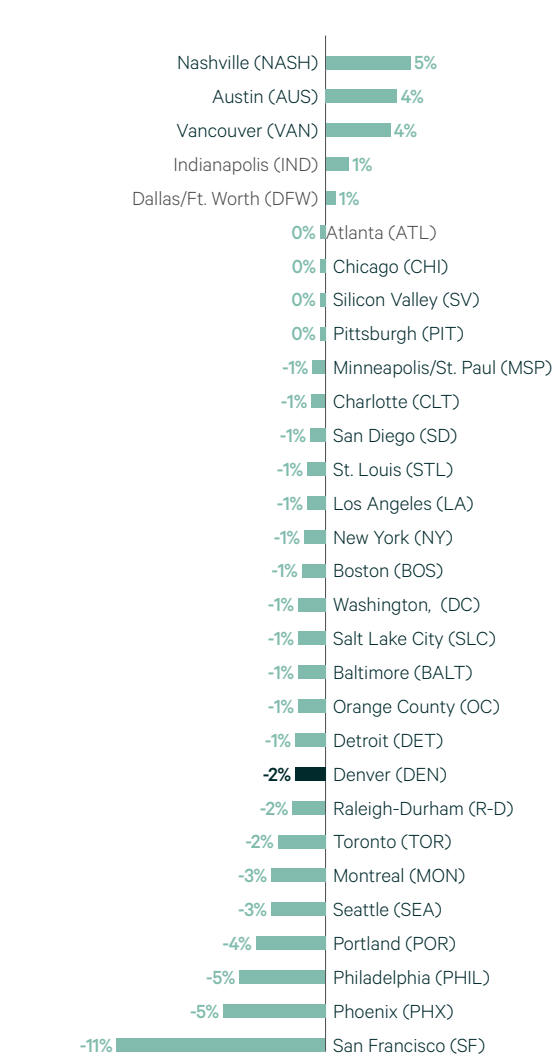 Nashville (NASH) 5%
Austin (AUS) 4%
Vancouver (VAN) 4%
Indianapolis (IND) 1%
Dallas/Ft. Worth (DFW) 1%
0% Atlanta (ATL)
0% Chicago (CHI)
0% Silicon Valley (SV)
0% Pittsburgh (PIT)
-1% Minneapolis/St. Paul (MSP)
-1% Charlotte (CLT)
-1% San Diego (SD)
-1% St. Louis (STL)
-1% Los Angeles (LA)
-1% New York (NY)
-1% Boston (BOS)
-1% Washington,  (DC)
-1% Salt Lake City (SLC)
-1% Baltimore (BALT)
-1% Orange County (OC)
-1% Detroit (DET)
-2% Denver (DEN)
-2% Raleigh-Durham (R-D)
-2% Toronto (TOR)
-3% Montreal (MON)
-3% Seattle (SEA)
-4% Portland (POR)
-5% Philadelphia (PHIL)
-5% Phoenix (PHX)
-11% San Francisco (SF)